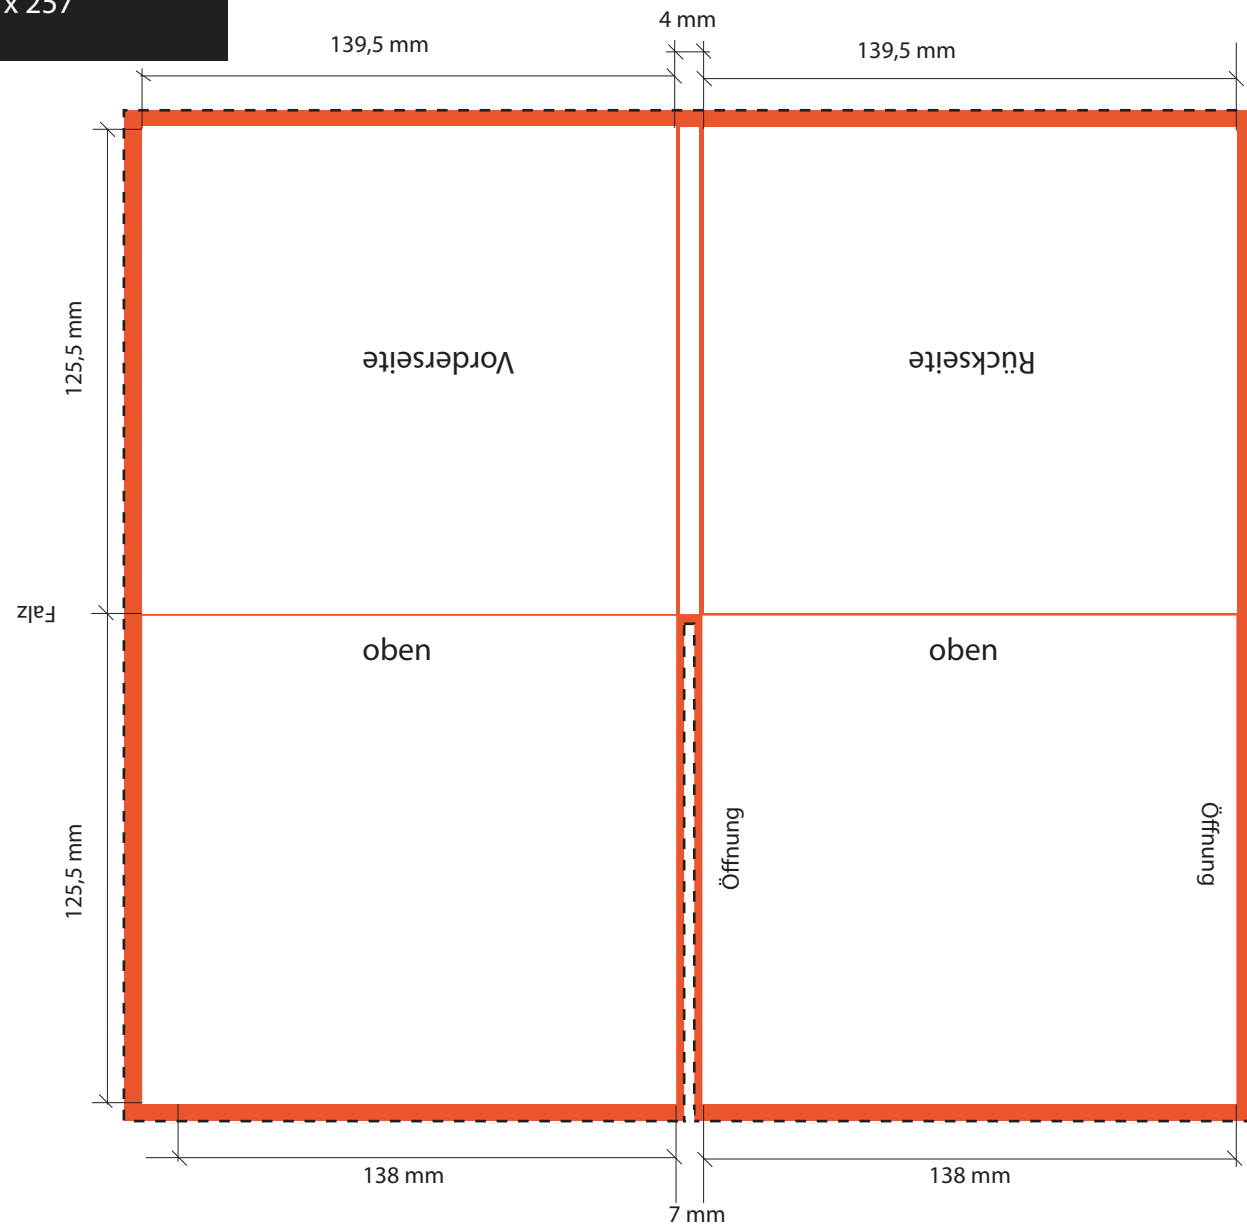 x 257
4 mm
139,5 mm
139,5 mm
125,5 mm
Vorderseite
Rückseite
Falz
oben
oben
125,5 mm
Öffnung
Öffnung
138 mm
138 mm
7 mm